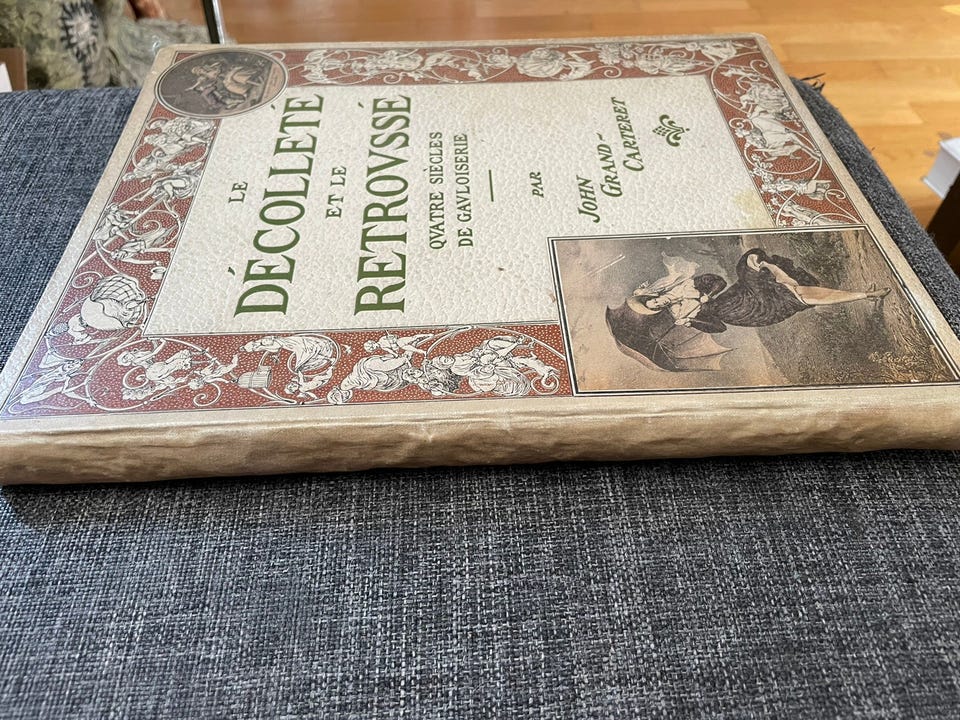 LE
DÉCOLLETÉ
ET LE
RETROVSSÉ
QVATRE SIÈCLES
DE GAVLOISERIE
PAR
JOHN
GRAND-
CARTERET